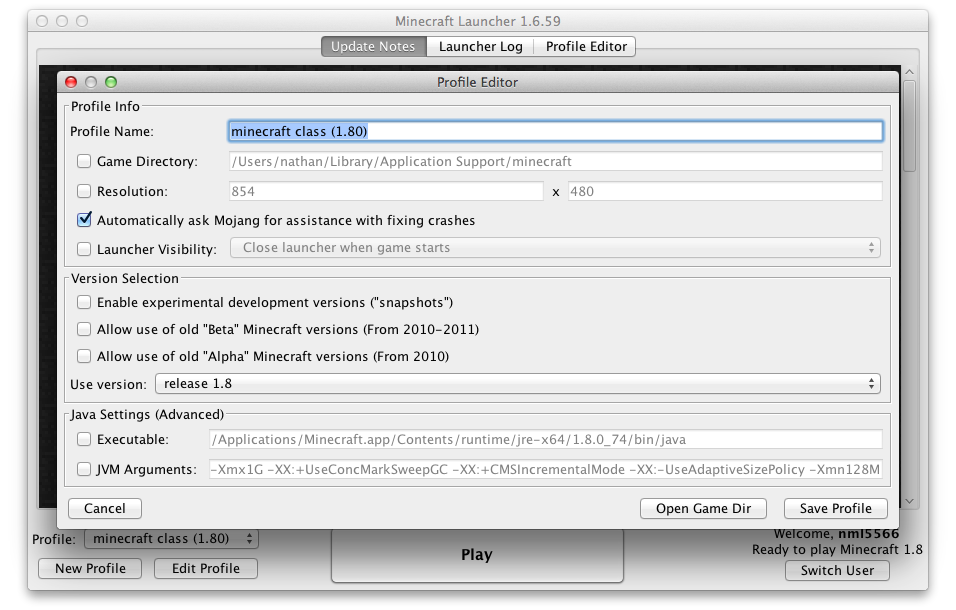 Minecraft Launcher 1.6.59
Update Notes Launcher Log Profile Editor
Profile Editor
Profile Info
Profile Name: minecraft class (1.80)
Game Directory: /Users/nathan/Library/Application Support/minecraft
Resolution: 854 x 480
Automatically ask Mojang for assistance with fixing crashes
Launcher Visibility: Close launcher when game starts
Version Selection
Enable experimental development versions ("snapshots")
Allow use of old "Beta" Minecraft versions (From 2010-2011)
Allow use of old "Alpha" Minecraft versions (From 2010)
Use version: release 1.8
Java Settings (Advanced)
Executable: /Applications/Minecraft.app/Contents/runtime/jre-x64/1.8.0_74/bin/java
JVM Arguments: -Xmx1G -XX:+UseConcMarkSweepGC -XX:+CMSIncrementalMode -XX:-UseAdaptiveSizePolicy -Xmn128M
Cancel Open Game Dir Save Profile
Profile: minecraft class (1.80) Play Welcome, nml5566
Ready to play Minecraft 1.8
New Profile Edit Profile Switch User